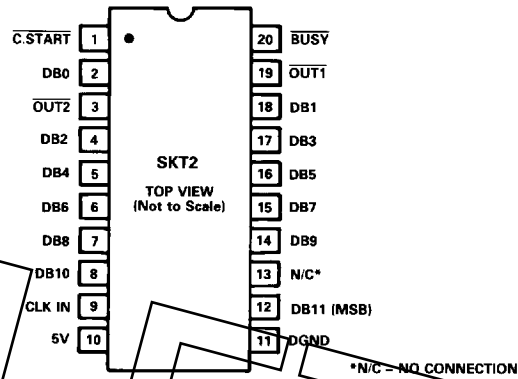 C.START 1 20 BUSY
DB0 2 19 OUT1
OUT2 3 18 DB1
DB2 4 17 DB3
SKT2
DB4 5 16 DB5
TOP VIEW
(Not to Scale)
DB6 6 15 DB7
DB8 7 14 DB9
DB10 8 13 N/C*
CLK IN 9 12 DB11 (MSB)
5V 10 11 DGND
*N/C = NO CONNECTION